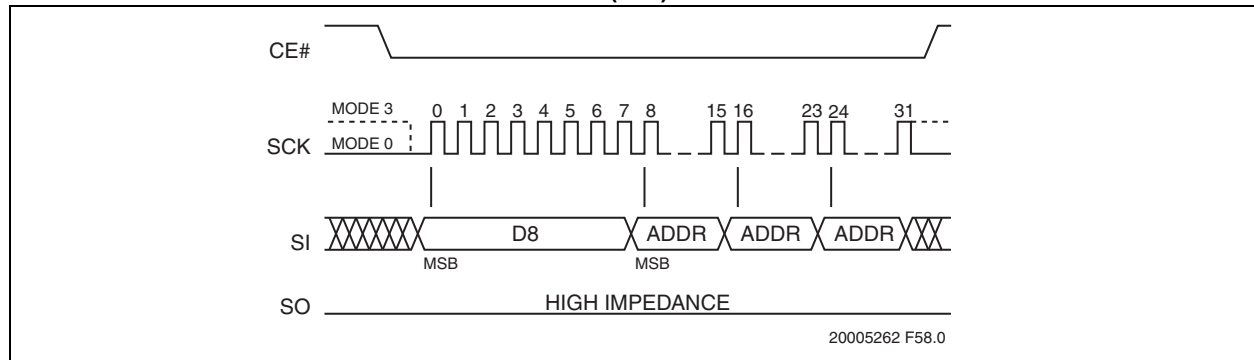 CE#
MODE 3
0 1 2 3 4 5 6 7 8 15 16 23 24 31
SCK MODE 0
SI D8 ADDR ADDR ADDR
MSB MSB
SO HIGH IMPEDANCE
20005262 F58.0